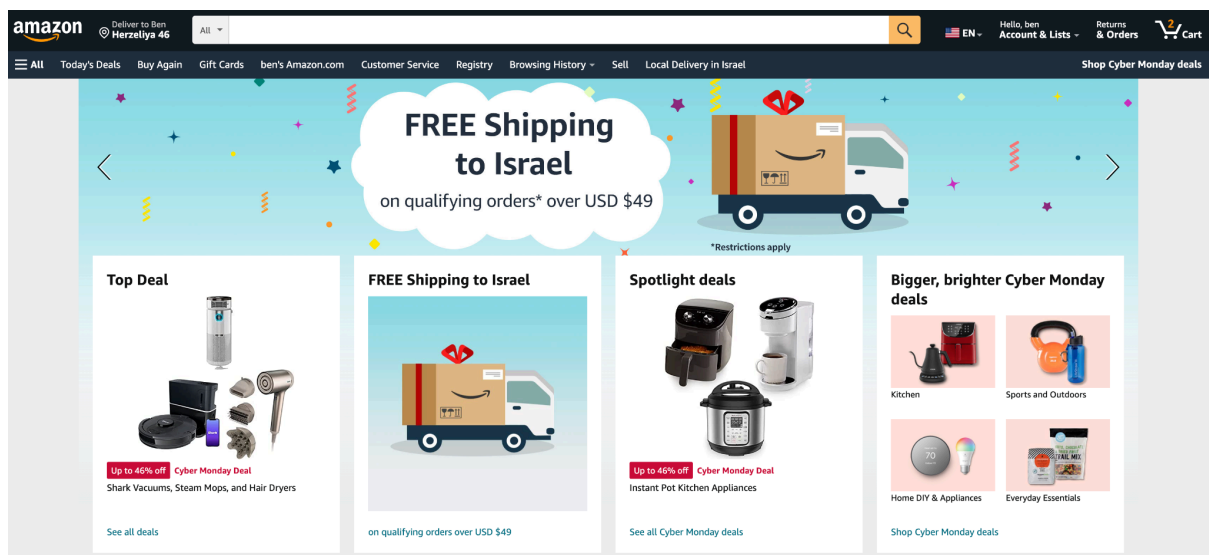 amazon
Deliver to Ben
Herzeliya 46
All
EN
Hello, ben
Account & Lists
Returns
& Orders
2
Cart
All
Today's Deals
Buy Again
Gift Cards
ben's Amazon.com
Customer Service
Registry
Browsing History
Sell
Local Delivery in Israel
Shop Cyber Monday deals
FREE Shipping
to Israel
on qualifying orders* over USD $49
*Restrictions apply
Top Deal
Up to 46% off Cyber Monday Deal
Shark Vacuums, Steam Mops, and Hair Dryers
See all deals
FREE Shipping to Israel
on qualifying orders over USD $49
Spotlight deals
Up to 46% off Cyber Monday Deal
Instant Pot Kitchen Appliances
See all Cyber Monday deals
Bigger, brighter Cyber Monday
deals
Kitchen
Sports and Outdoors
70
TRAIL MIX
Home DIY & Appliances
Everyday Essentials
Shop Cyber Monday deals